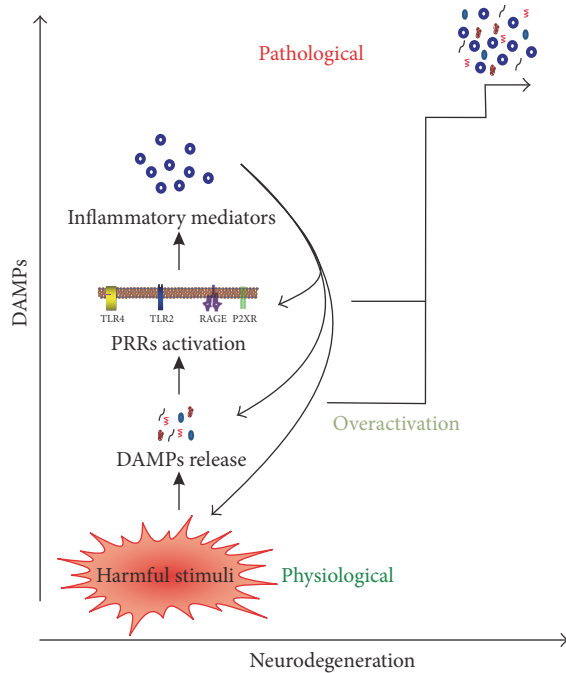 Pathological
Inflammatory mediators
DAMPs
TLR4 TLR2 RAGE P2XR
PRRs activation
Overactivation
DAMPs release
Harmful stimuli Physiological
Neurodegeneration